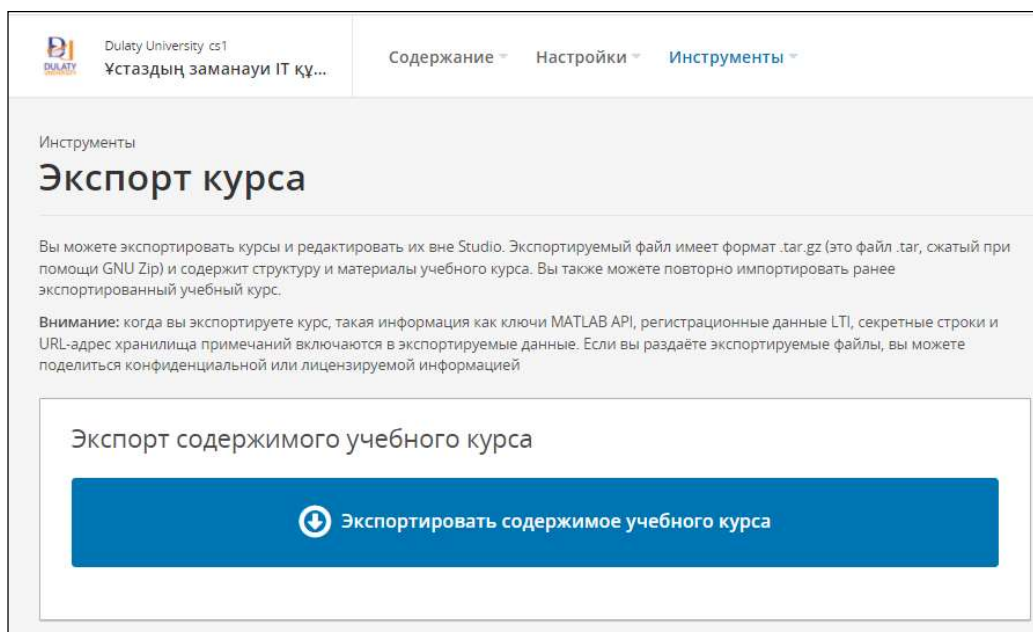 DULATY
UNIVERSITY
Dulaty University cs1
Ұстаздың заманауи IT құ...
Содержание
Настройки
Инструменты
Инструменты
Экспорт курса
Вы можете экспортировать курсы и редактировать их вне Studio. Экспортируемый файл имеет формат .tar.gz (это файл .tar, сжатый при
помощи GNU Zip) и содержит структуру и материалы учебного курса. Вы также можете повторно импортировать ранее
экспортированный учебный курс.
Внимание: когда вы экспортируете курс, такая информация как ключи MATLAB API, регистрационные данные LTI, секретные строки и
URL-адрес хранилища примечаний включаются в экспортируемые данные. Если вы раздаёте экспортируемые файлы, вы можете
поделиться конфиденциальной или лицензируемой информацией
Экспорт содержимого учебного курса
Экспортировать содержимое учебного курса